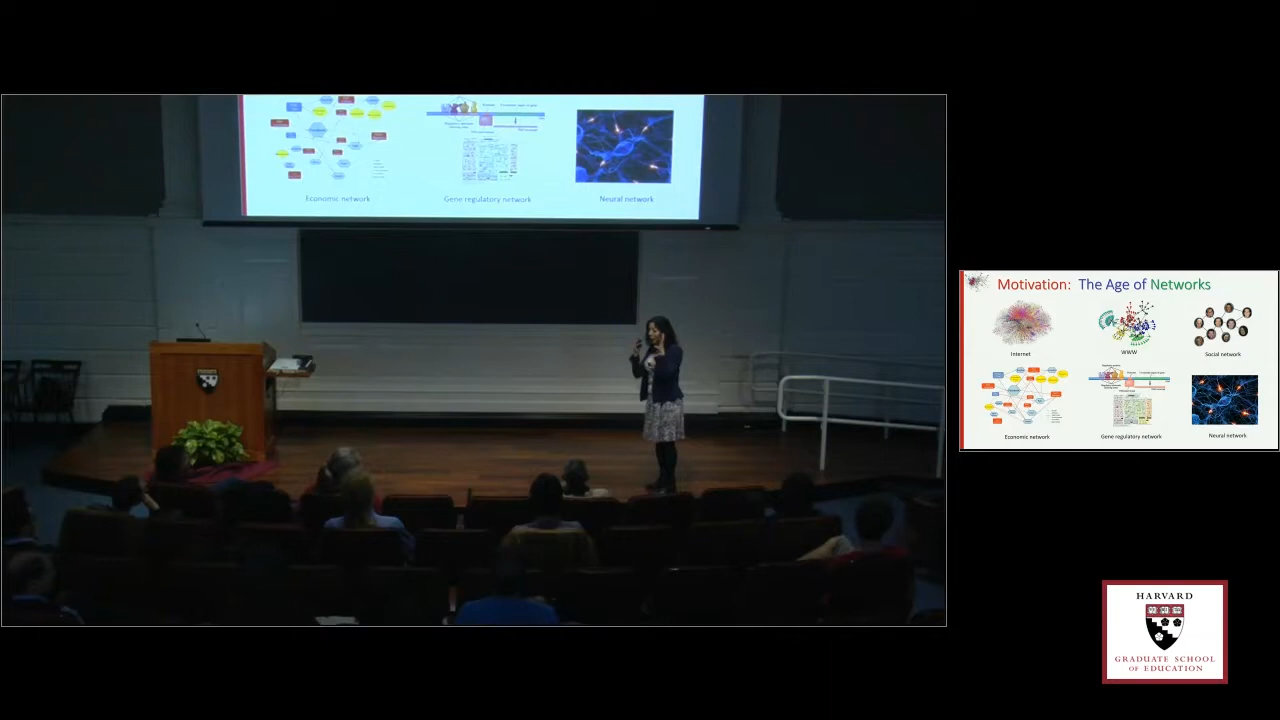 Economic network
Gene regulatory network
Neural network
Motivation: The Age of Networks
Internet
WWW
Social network
Economic network
Gene regulatory network
Neural network
HARVARD
GRADUATE SCHOOL
OF EDUCATION